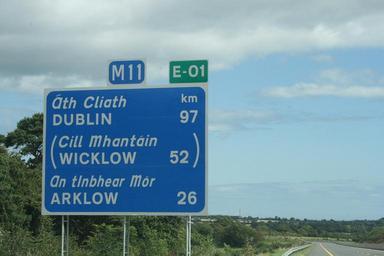 M11 E-01
Áth Cliath km
DUBLIN 97
(Cill Mhantáin
WICKLOW 52)
An tInbhear Mór
ARKLOW 26